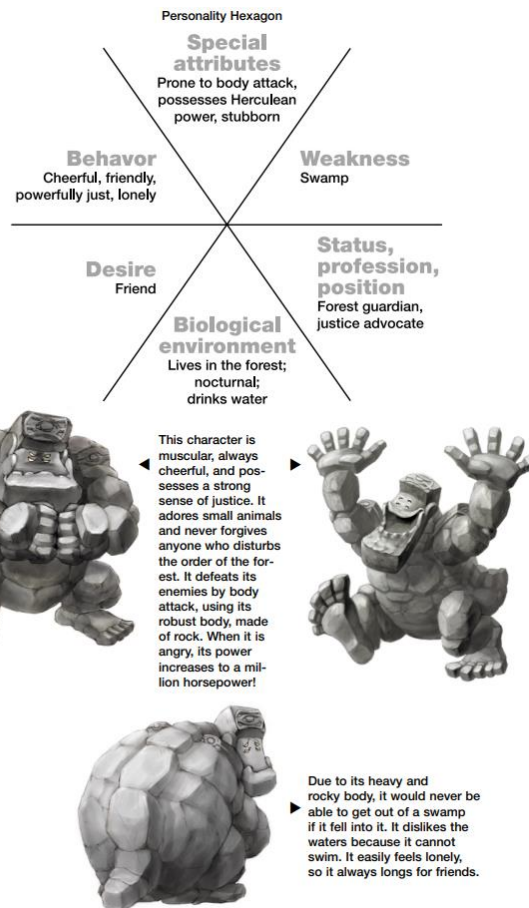 Personality Hexagon
Special
attributes
Prone to body attack,
possesses Herculean
power, stubborn
Behavor
Cheerful, friendly,
powerfully just, lonely
Weakness
Swamp
Desire
Friend
Status,
profession,
position
Forest guardian,
justice advocate
Biological
environment
Lives in the forest;
nocturnal;
drinks water
This character is
muscular, always
cheerful, and pos-
sesses a strong
sense of justice. It
adores small animals
and never forgives
anyone who disturbs
the order of the for-
est. It defeats its
enemies by body
attack, using its
robust body, made
of rock. When it is
angry, its power
increases to a mil-
lion horsepower!
Due to its heavy and
rocky body, it would never be
able to get out of a swamp
if it fell into it. It dislikes the
waters because it cannot
swim. It easily feels lonely,
so it always longs for friends.